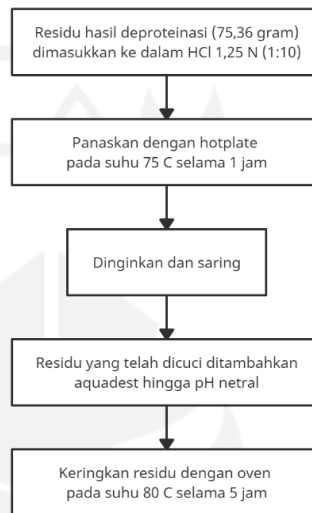 Residu hasil deproteinasi (75,36 gram)
dimasukkan ke dalam HCl 1,25 N (1:10)
Panaskan dengan hotplate
pada suhu 75 C selama 1 jam
Dinginkan dan saring
Residu yang telah dicuci ditambahkan
aquadest hingga pH netral
Keringkan residu dengan oven
pada suhu 80 C selama 5 jam